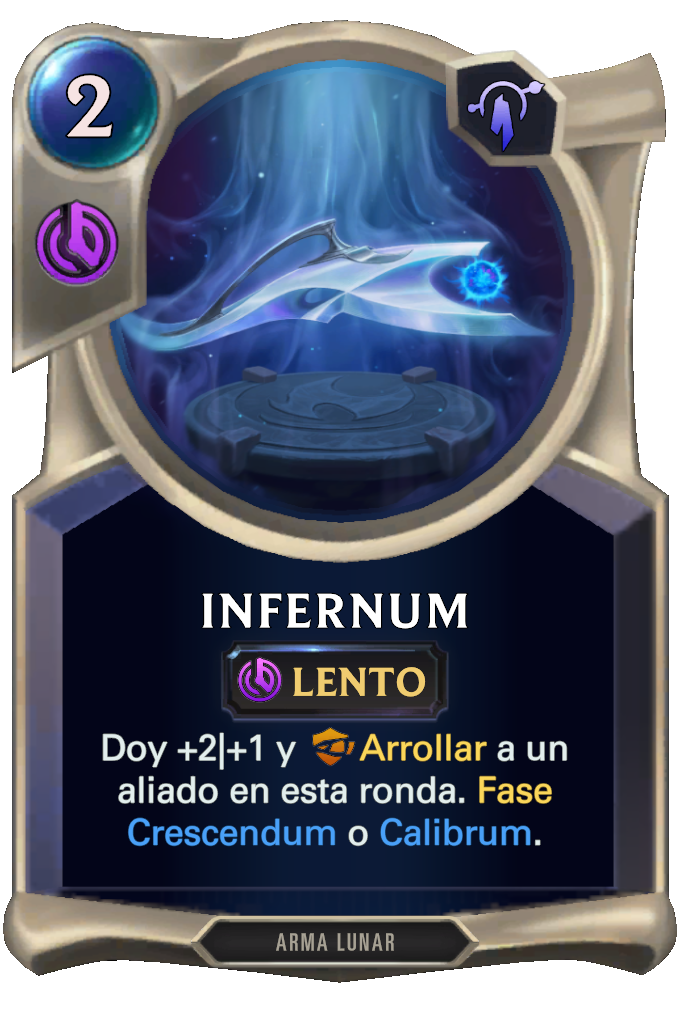 2
INFERNUM
LENTO
Doy +2|+1 y Arrollar a un
aliado en esta ronda. Fase
Crescendum o Calibrum.
ARMA LUNAR